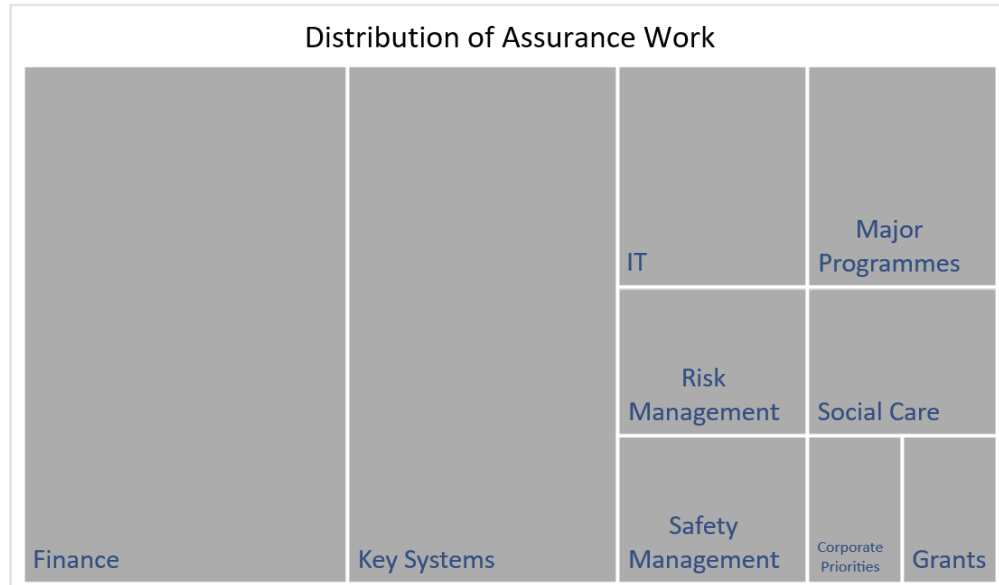 Distribution of Assurance Work
Finance
Key Systems
IT
Major
Programmes
Risk
Management
Social Care
Safety
Management
Corporate
Priorities
Grants